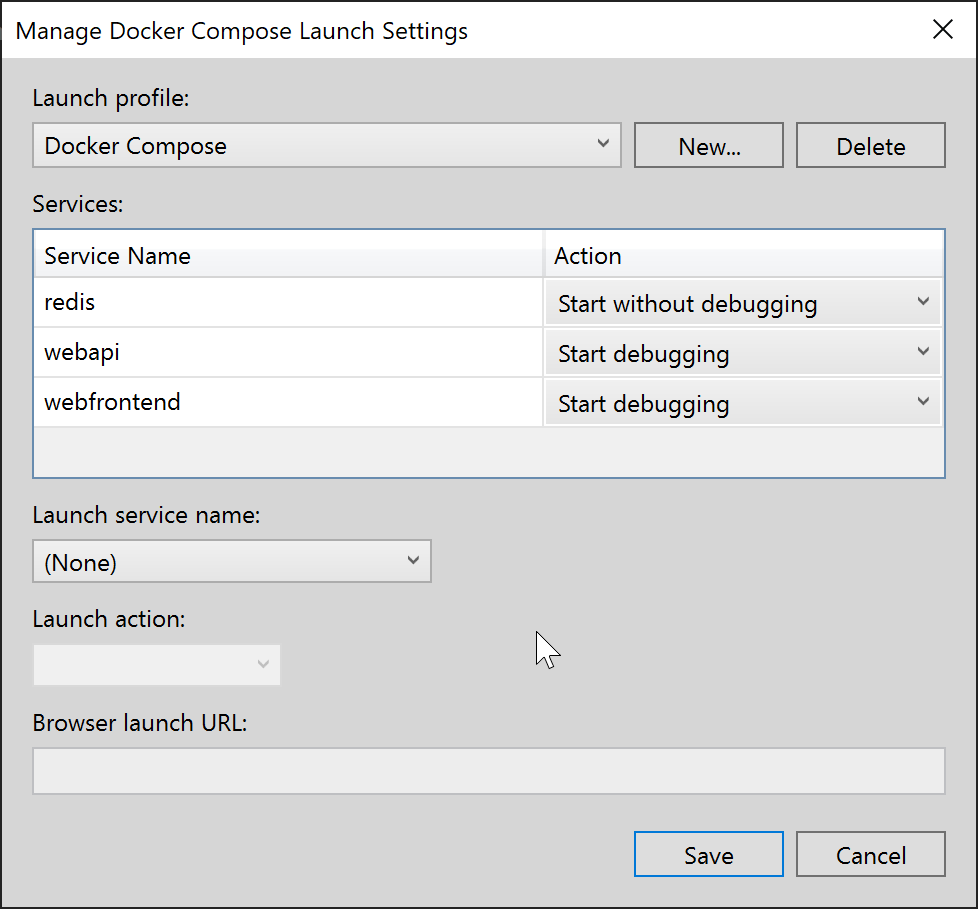 Manage Docker Compose Launch Settings
Launch profile:
Docker Compose
New...
Delete
Services:
Service Name
Action
redis
Start without debugging
webapi
Start debugging
webfrontend
Start debugging
Launch service name:
(None)
Launch action:
Browser launch URL:
Save
Cancel